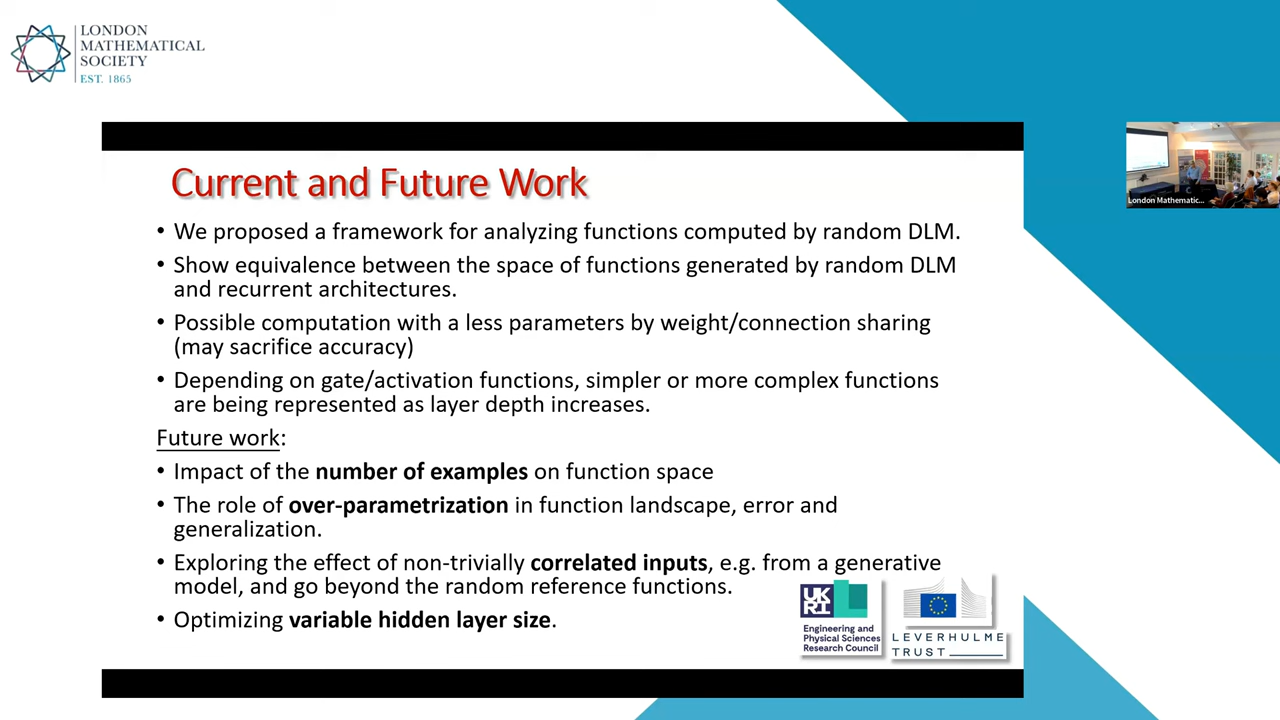 LONDON
MATHEMATICAL
SOCIETY
EST. 1865
Current and Future Work
• We proposed a framework for analyzing functions computed by random DLM.
• Show equivalence between the space of functions generated by random DLM
and recurrent architectures.
• Possible computation with a less parameters by weight/connection sharing
(may sacrifice accuracy)
• Depending on gate/activation functions, simpler or more complex functions
are being represented as layer depth increases.
Future work:
• Impact of the number of examples on function space
• The role of over-parametrization in function landscape, error and
generalization.
• Exploring the effect of non-trivially correlated inputs, e.g. from a generative
model, and go beyond the random reference functions.
• Optimizing variable hidden layer size.
UK
RI
Engineering and
Physical Sciences
Research Council
LEVERHULME
TRUST
London Mathematic...